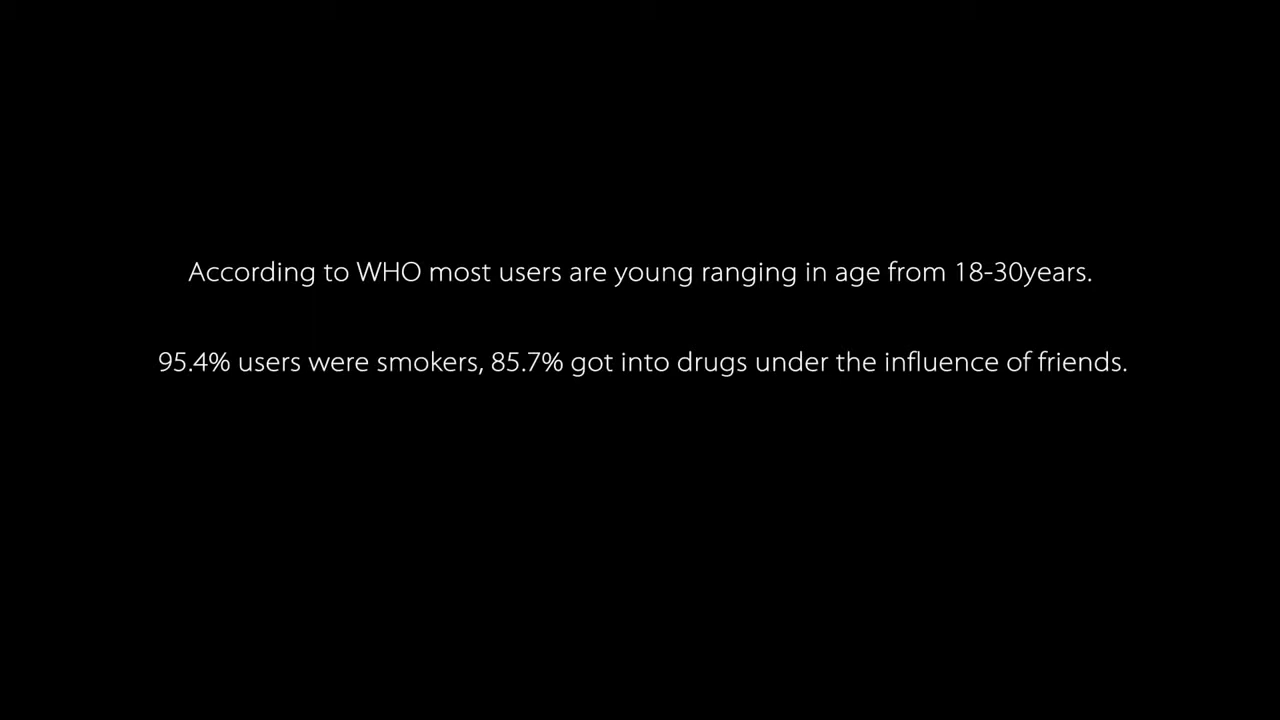 According to WHO most users are young ranging in age from 18-30years.
95.4% users were smokers, 85.7% got into drugs under the influence of friends.